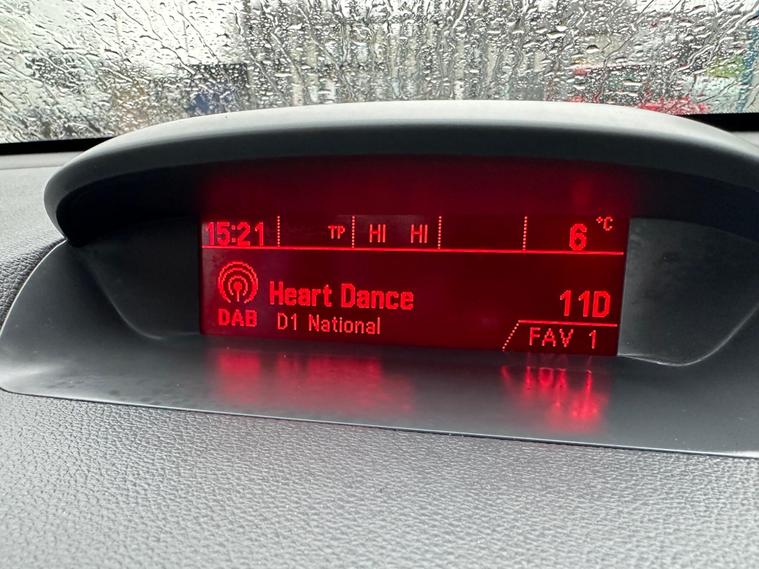 15:21 TP HI HI 6 °C
Heart Dance 11D
DAB D1 National FAV 1